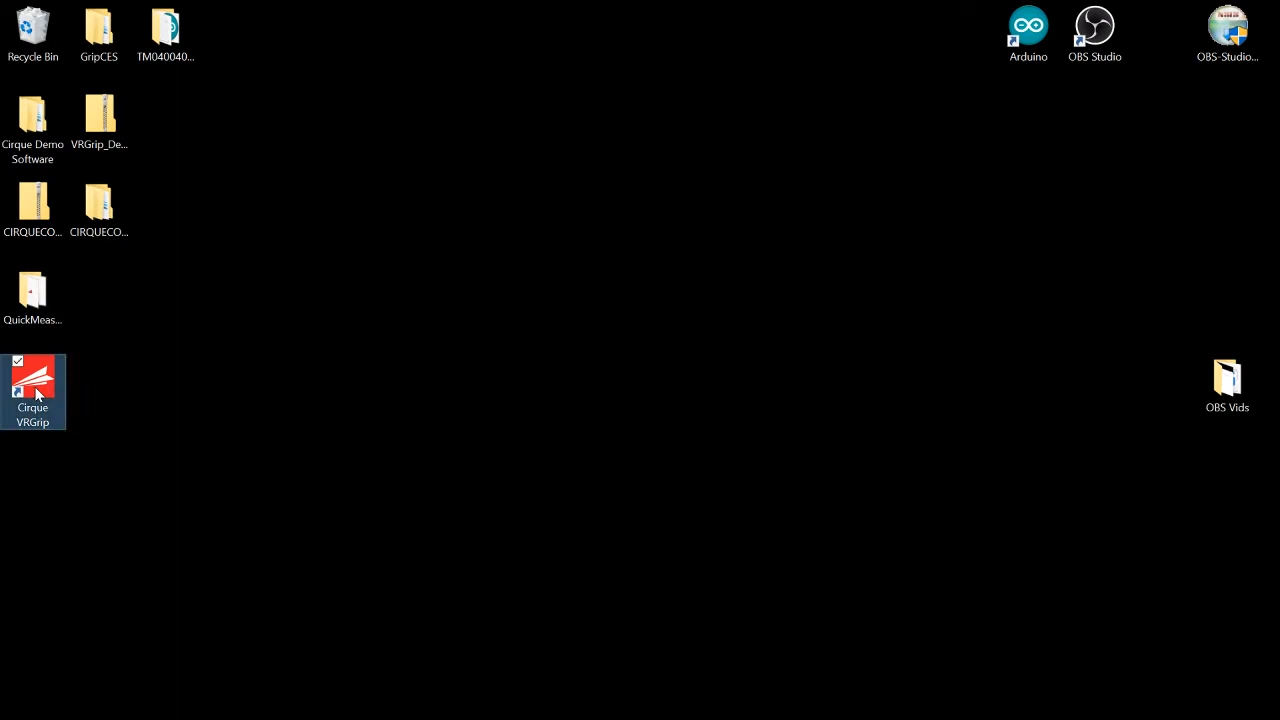 Recycle Bin
GripCES
TM040040...
Arduino
OBS Studio
OBS-Studio...
Cirque Demo
Software
VRGrip_De...
CIRQUECO...
CIRQUECO...
QuickMeas...
Cirque
VRGrip
OBS Vids